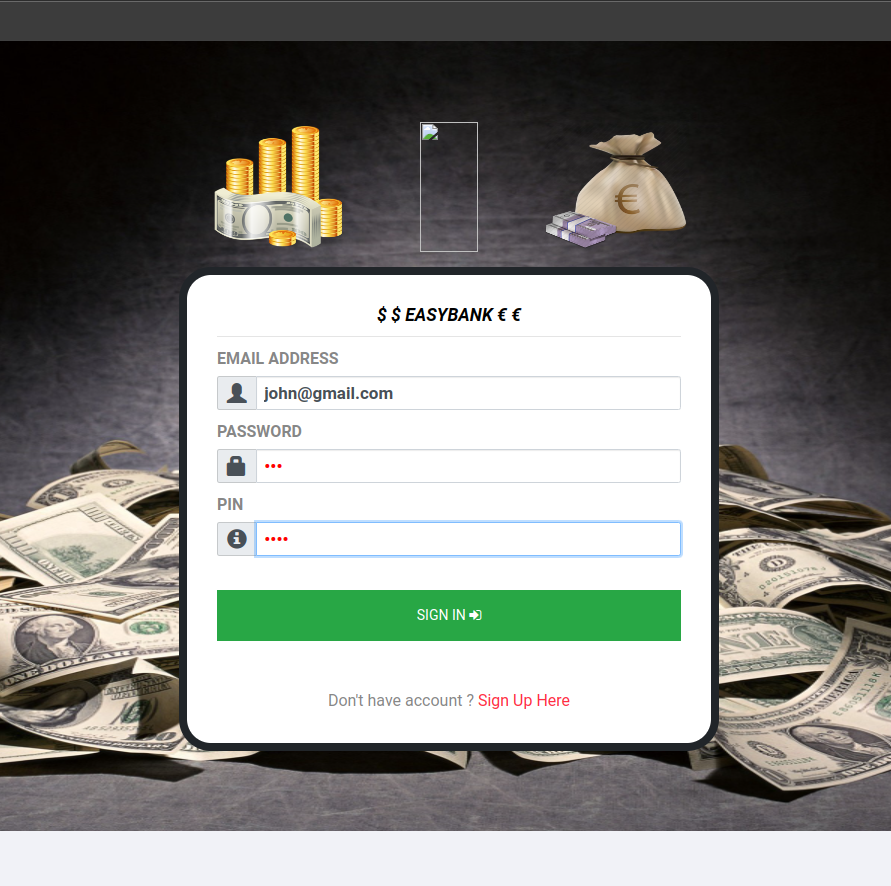 $ $ EASYBANK € €
EMAIL ADDRESS
john@gmail.com
PASSWORD
•••
PIN
••••
SIGN IN
Don't have account ? Sign Up Here